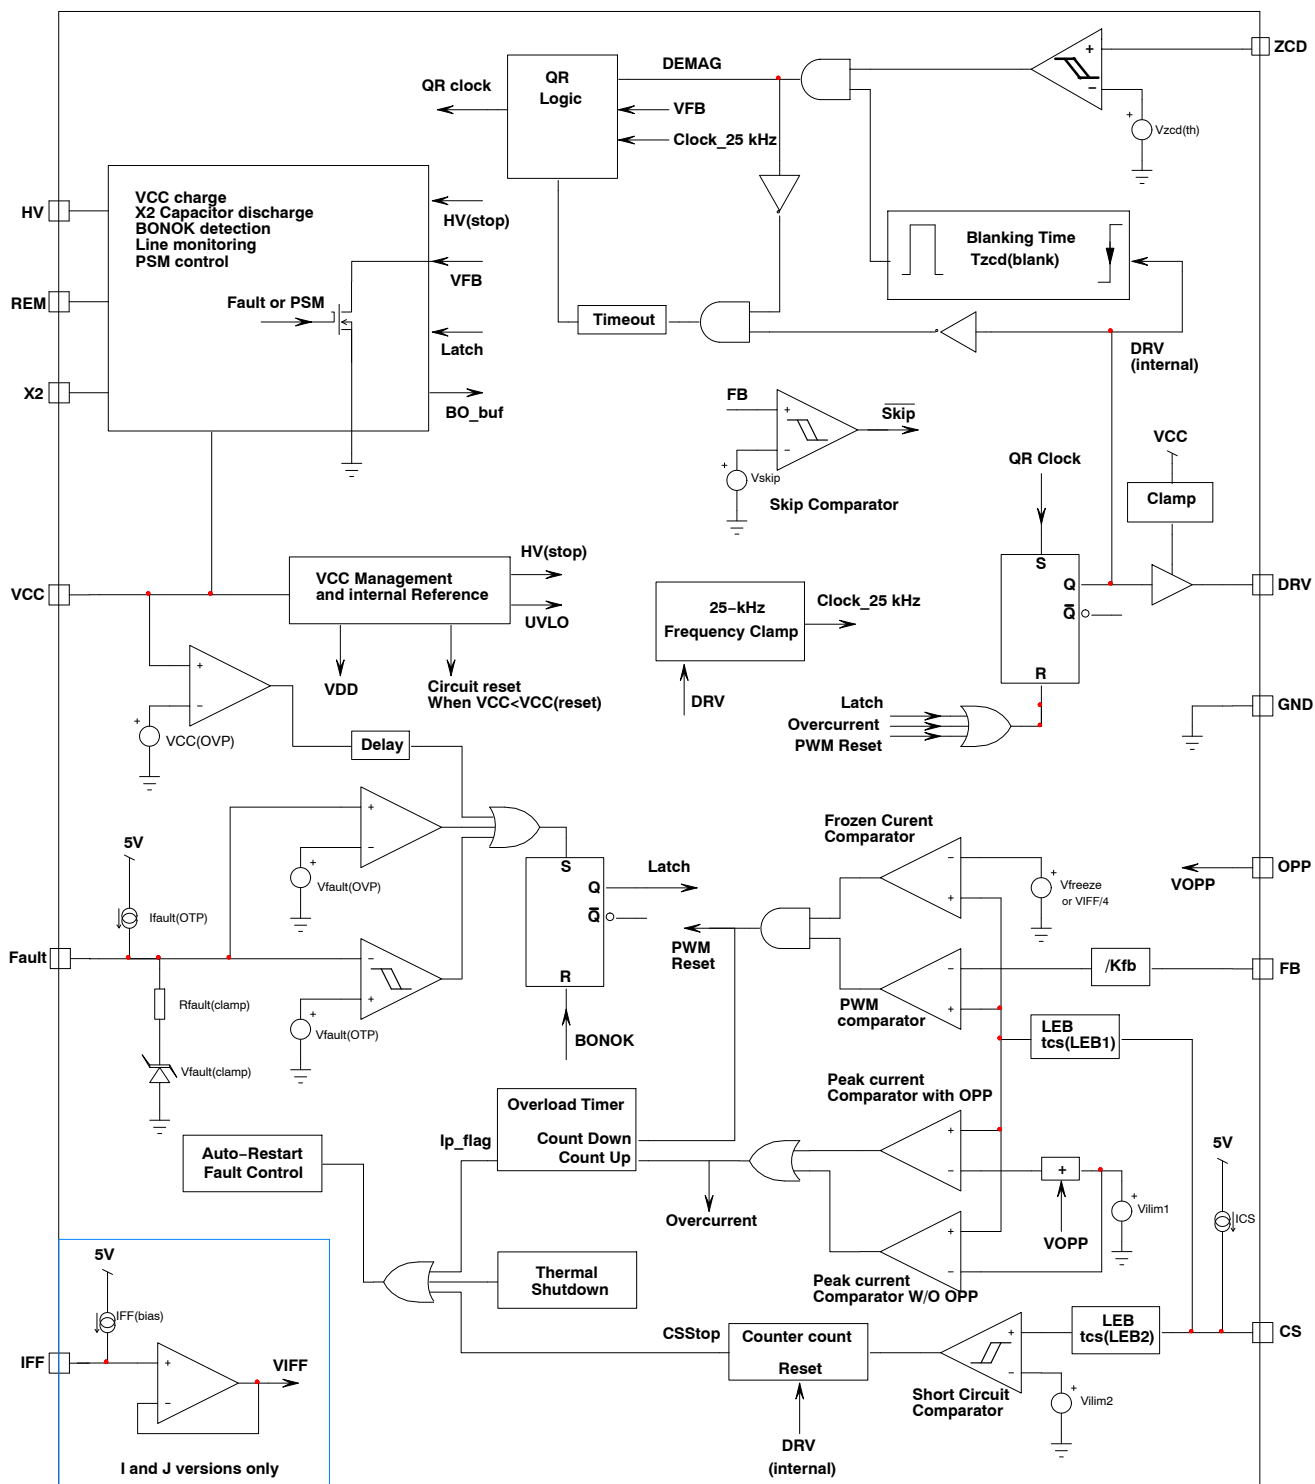 ZCD
DEMAG
QR clock
QR
Logic
VFB
Clock_25 kHz
Vzcd(th)
+
−
+
HV
VCC charge
X2 Capacitor discharge
BONOK detection
Line monitoring
PSM control
HV(stop)
Blanking Time
Tzcd(blank)
VFB
REM
Fault or PSM
Timeout
Latch
DRV
(internal)
X2
BO_buf
FB
+
−
+
Skip
Vskip
Skip Comparator
VCC
QR Clock
Clamp
HV(stop)
VCC
VCC Management
and internal Reference
UVLO
S
Q
Q
R
DRV
25−kHz
Frequency Clamp
Clock_25 kHz
DRV
VDD
Circuit reset
When VCC<VCC(reset)
+
−
+
VCC(OVP)
Delay
Latch
Overcurrent
PWM Reset
GND
5V
+
−
+
Vfault(OVP)
Ifault(OTP)
S
Q
Q
R
Latch
BONOK
Frozen Curent
Comparator
−
+
+
Vfreeze
or VIFF/4
OPP
VOPP
Fault
−
+
+
Vfault(OTP)
Rfault(clamp)
Vfault(clamp)
PWM
Reset
−
+
PWM
comparator
/Kfb
FB
LEB
tcs(LEB1)
Overload Timer
Count Down
Count Up
Ip_flag
Peak current
Comparator with OPP
+
−
+
+
Vilim1
VOPP
5V
ICS
Auto−Restart
Fault Control
Overcurrent
+
−
Peak current
Comparator W/O OPP
Thermal
Shutdown
5V
IFF(bias)
IFF
+
−
VIFF
I and J versions only
CSStop
Counter count
Reset
DRV
(internal)
+
−
Short Circuit
Comparator
LEB
tcs(LEB2)
+
Vilim2
CS